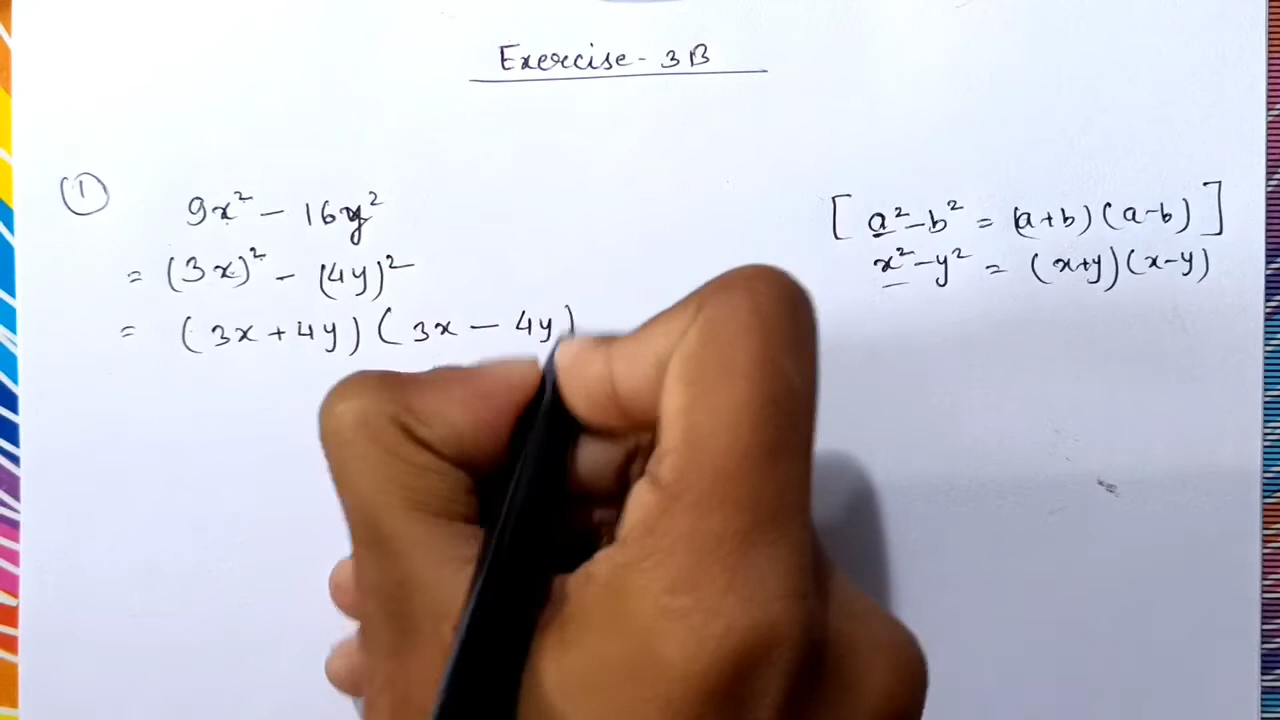 Exercise - 3B
① 9x² - 16y²
[a² - b² = (a+b)(a-b)]
= (3x)² - (4y)²
x² - y² = (x+y)(x-y)
= (3x + 4y)(3x - 4y)